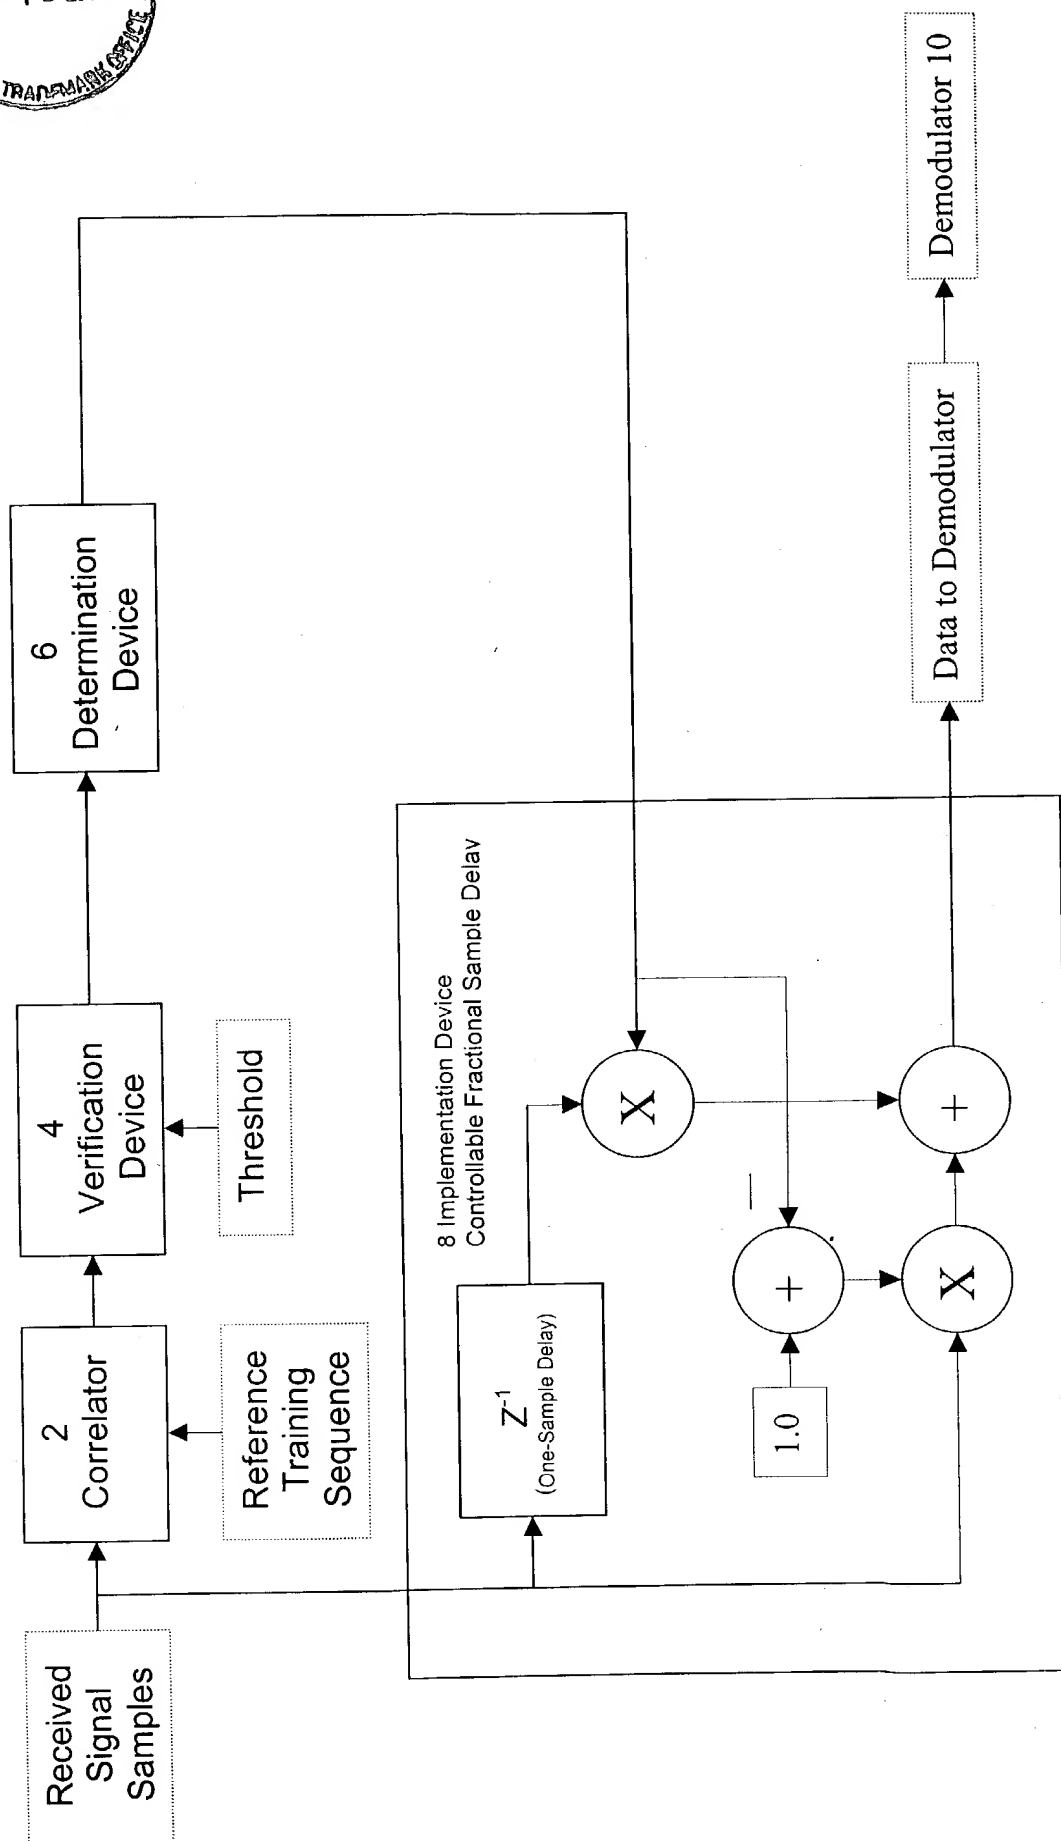 TRADEMARK OFFICE
Received
Signal
Samples
2
Correlator
Reference
Training
Sequence
4
Verification
Device
Threshold
6
Determination
Device
8 Implementation Device
Controllable Fractional Sample Delay
Z-1
(One-Sample Delay)
X
1.0
+
—
X
+
Data to Demodulator
Demodulator 10